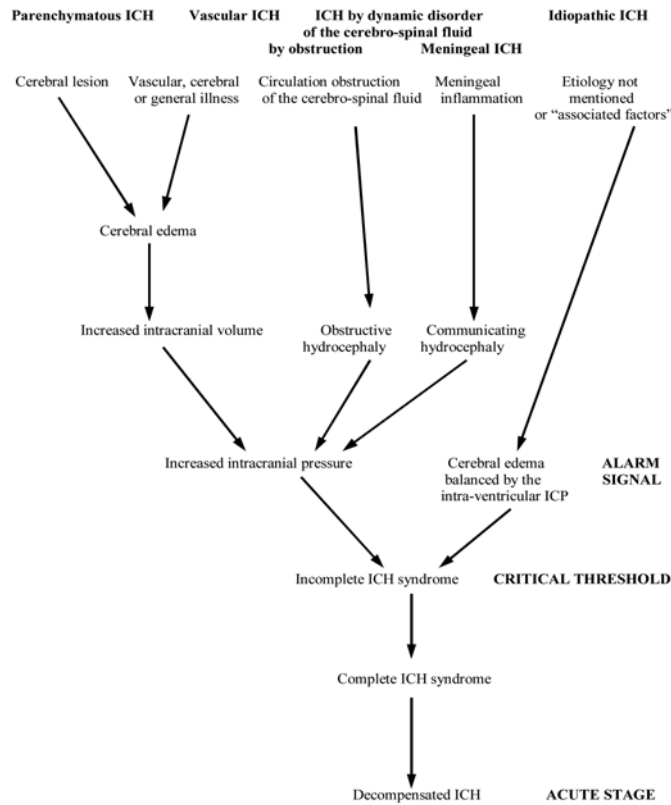 Parenchymatous ICH
Vascular ICH
ICH by dynamic disorder
of the cerebro-spinal fluid
by obstruction
Meningeal ICH
Idiopathic ICH
Cerebral lesion
Vascular, cerebral
or general illness
Circulation obstruction
of the cerebro-spinal fluid
Meningeal
inflammation
Etiology not
mentioned
or “associated factors”
Cerebral edema
Increased intracranial volume
Obstructive
hydrocephaly
Communicating
hydrocephaly
Increased intracranial pressure
Cerebral edema
balanced by the
intra-ventricular ICP
ALARM
SIGNAL
Incomplete ICH syndrome
CRITICAL THRESHOLD
Complete ICH syndrome
Decompensated ICH
ACUTE STAGE